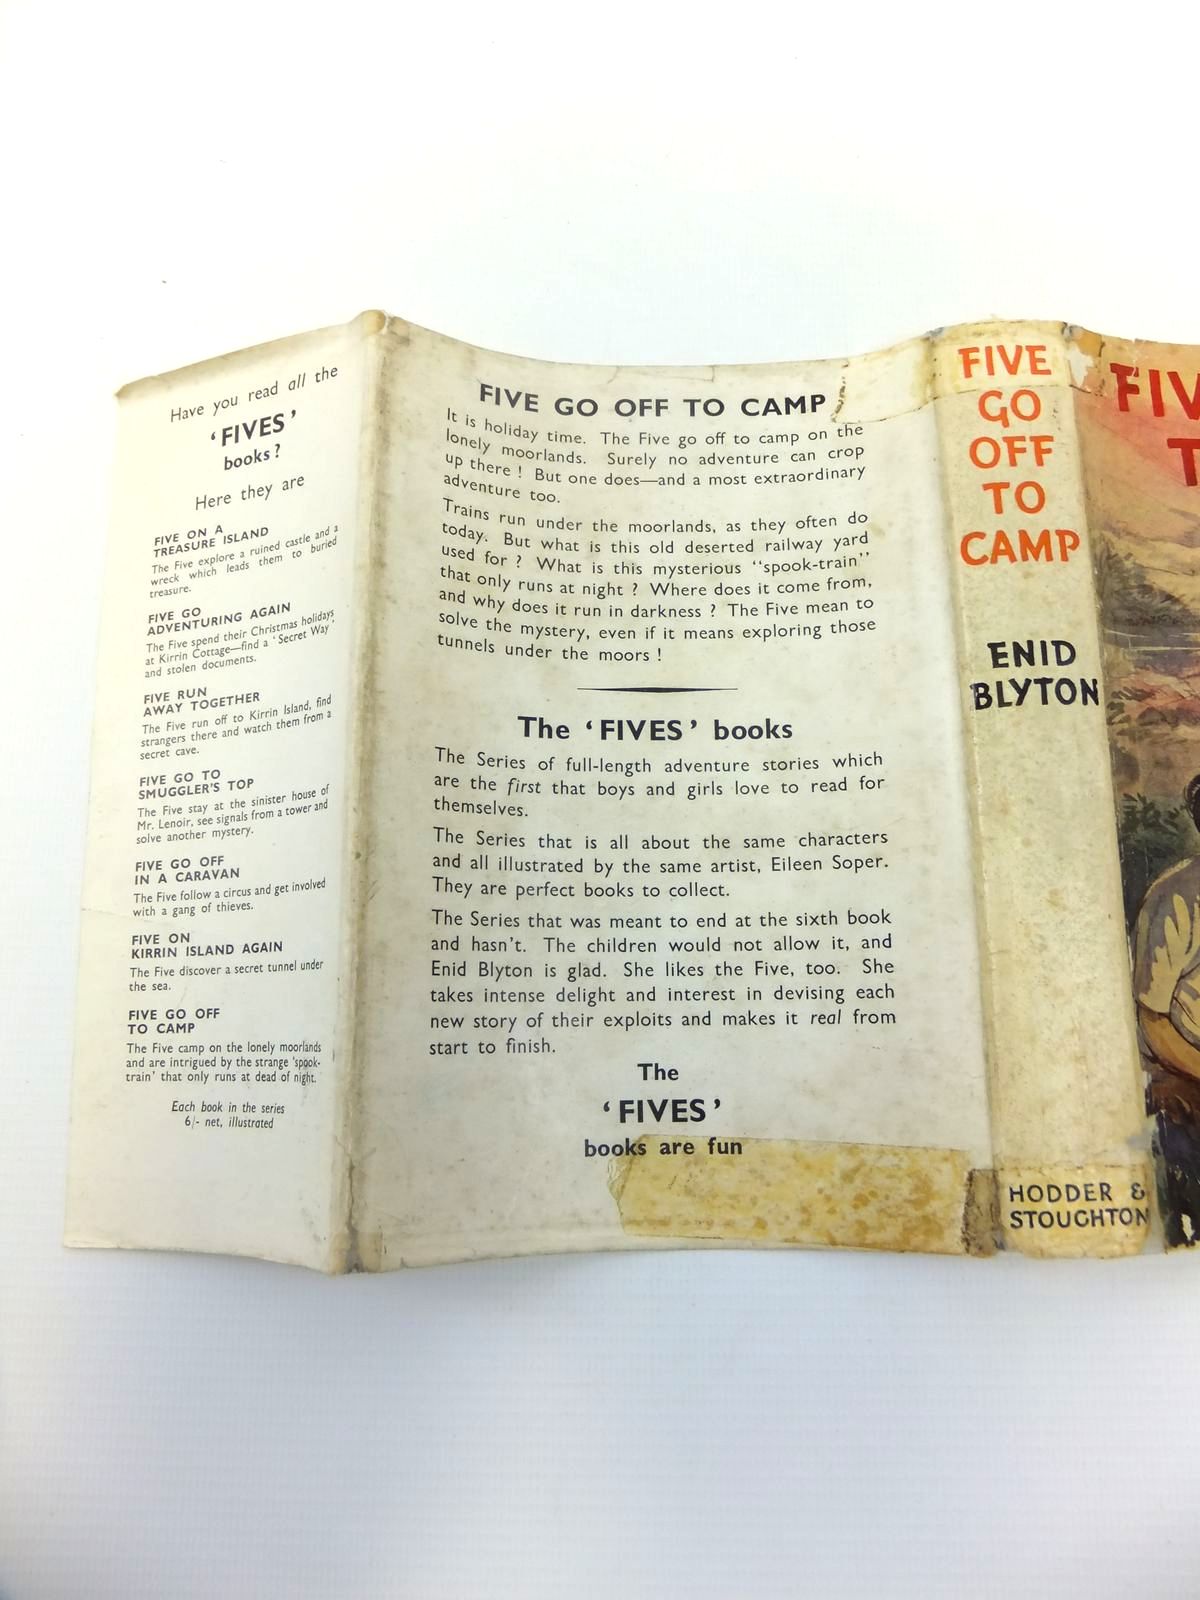 Have you read all the
'FIVES'
books?
Here they are
FIVE ON A
TREASURE ISLAND
The Five explore a ruined castle and a
wreck which leads them to buried
treasure.
FIVE GO
ADVENTURING AGAIN
The Five spend their Christmas holidays
at Kirrin Cottage—find a 'Secret Way'
and stolen documents.
FIVE RUN
AWAY TOGETHER
The Five run off to Kirrin Island, find
strangers there and watch them from a
secret cave.
FIVE GO TO
SMUGGLER'S TOP
The Five stay at the sinister house of
Mr. Lenoir, see signals from a tower and
solve another mystery.
FIVE GO OFF
IN A CARAVAN
The Five follow a circus and get involved
with a gang of thieves.
FIVE ON
KIRRIN ISLAND AGAIN
The Five discover a secret tunnel under
the sea.
FIVE GO OFF
TO CAMP
The Five camp on the lonely moorlands
and are intrigued by the strange 'spook-
train' that only runs at dead of night.
Each book in the series
6/- net, illustrated
FIVE GO OFF TO CAMP
It is holiday time. The Five go off to camp on the
lonely moorlands. Surely no adventure can crop
up there! But one does—and a most extraordinary
adventure too.
Trains run under the moorlands, as they often do
today. But what is this old deserted railway yard
used for? What is this mysterious "spook-train"
that only runs at night? Where does it come from,
and why does it run in darkness? The Five mean to
solve the mystery, even if it means exploring those
tunnels under the moors!
The 'FIVES' books
The Series of full-length adventure stories which
are the first that boys and girls love to read for
themselves.
The Series that is all about the same characters
and all illustrated by the same artist, Eileen Soper.
They are perfect books to collect.
The Series that was meant to end at the sixth book
and hasn't. The children would not allow it, and
Enid Blyton is glad. She likes the Five, too. She
takes intense delight and interest in devising each
new story of their exploits and makes it real from
start to finish.
The
'FIVES'
books are fun
FIVE
GO
OFF
TO
CAMP
ENID
BLYTON
HODDER &
STOUGHTON
FIV
T